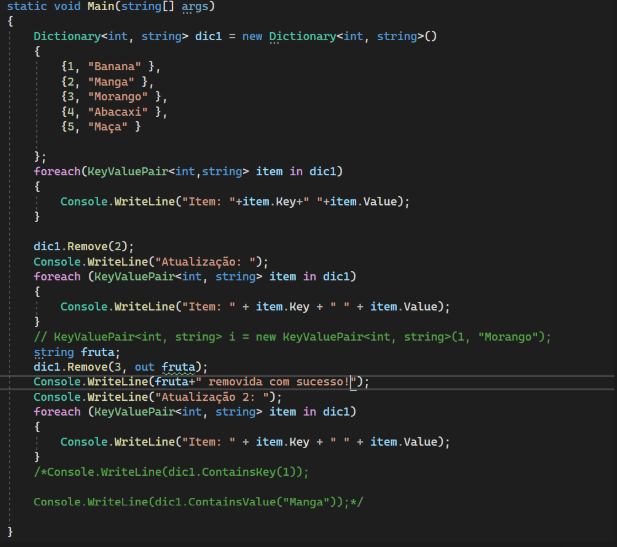 static void Main(string[] args)
{
Dictionary<int, string> dic1 = new Dictionary<int, string>()
{
{1, "Banana" },
{2, "Manga" },
{3, "Morango" },
{4, "Abacaxi" },
{5, "Maça" }
};
foreach(KeyValuePair<int,string> item in dic1)
{
Console.WriteLine("Item: "+item.Key+" "+item.Value);
}
dic1.Remove(2);
Console.WriteLine("Atualização: ");
foreach (KeyValuePair<int, string> item in dic1)
{
Console.WriteLine("Item: " + item.Key + " " + item.Value);
}
// KeyValuePair<int, string> i = new KeyValuePair<int, string>(1, "Morango");
string fruta;
dic1.Remove(3, out fruta);
Console.WriteLine(fruta+" removida com sucesso!");
Console.WriteLine("Atualização 2: ");
foreach (KeyValuePair<int, string> item in dic1)
{
Console.WriteLine("Item: " + item.Key + " " + item.Value);
}
/*Console.WriteLine(dic1.ContainsKey(1));
Console.WriteLine(dic1.ContainsValue("Manga"));*/
}